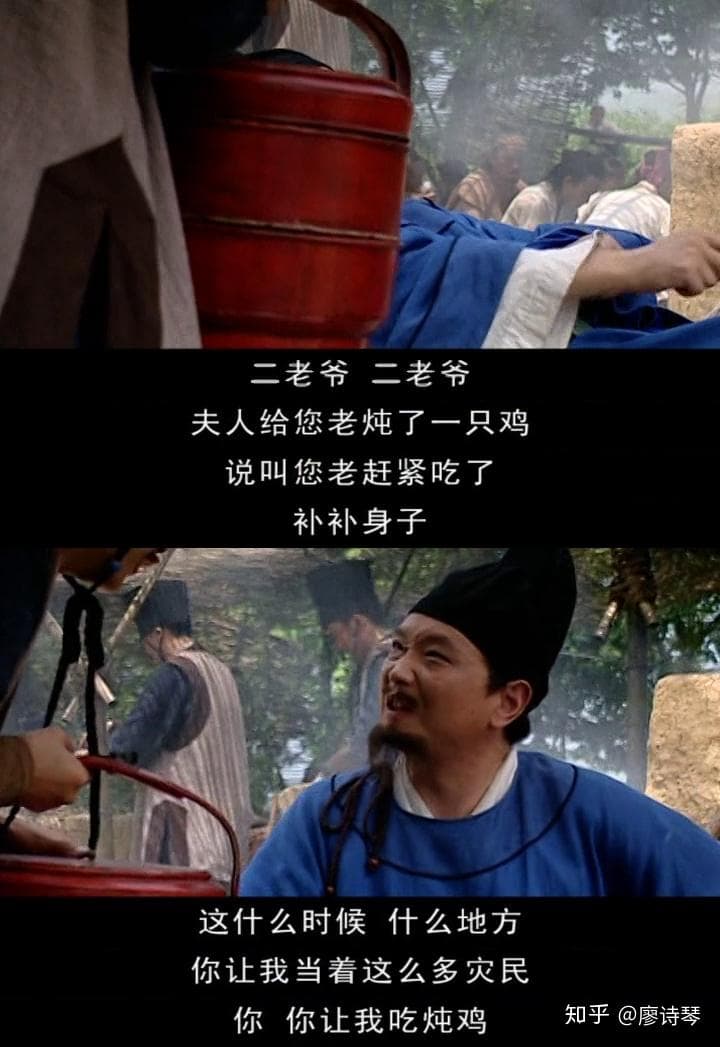 二老爷 二老爷
夫人给您老炖了一只鸡
说叫您老赶紧吃了
补补身子
这什么时候 什么地方
你让我当着这么多灾民
你 你让我吃炖鸡
知乎 @廖诗琴